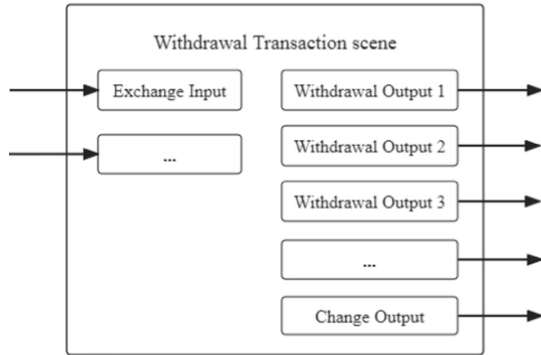 Withdrawal Transaction scene
Exchange Input
...
Withdrawal Output 1
Withdrawal Output 2
Withdrawal Output 3
...
Change Output